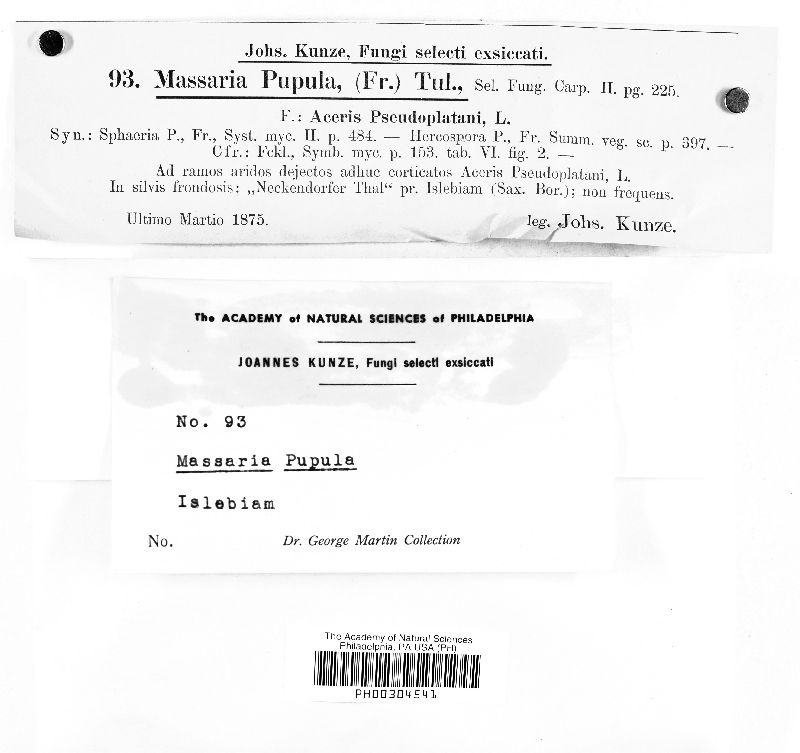 Johs. Kunze, Fungi selecti exsiccati.
93. Massaria Pupula, (Fr.) Tul., Sel. Fung. Carp. II. pg. 225.
F.: Aceris Pseudoplatani, L.
Syn.: Sphaeria P., Fr., Syst. myc. II. p. 484. — Hercospora P., Fr. Summ. veg. sc. p. 397. —
Cfr.: Fckl., Symb. myc. p. 153. tab. VI. fig. 2. —
Ad ramos aridos dejectos adhuc corticatos Aceris Pseudoplatani, L.
In silvis frondosis: „Neckendorfer Thal“ pr. Islebiam (Sax. Bor.); non frequens.
Ultimo Martio 1875.
leg. Johs. Kunze.
The ACADEMY of NATURAL SCIENCES of PHILADELPHIA
JOANNES KUNZE, Fungi selecti exsiccati
No. 93
Massaria Pupula
Islebiam
No.
Dr. George Martin Collection
The Academy of Natural Sciences
Philadelphia, PA USA (PH)
PH00304541